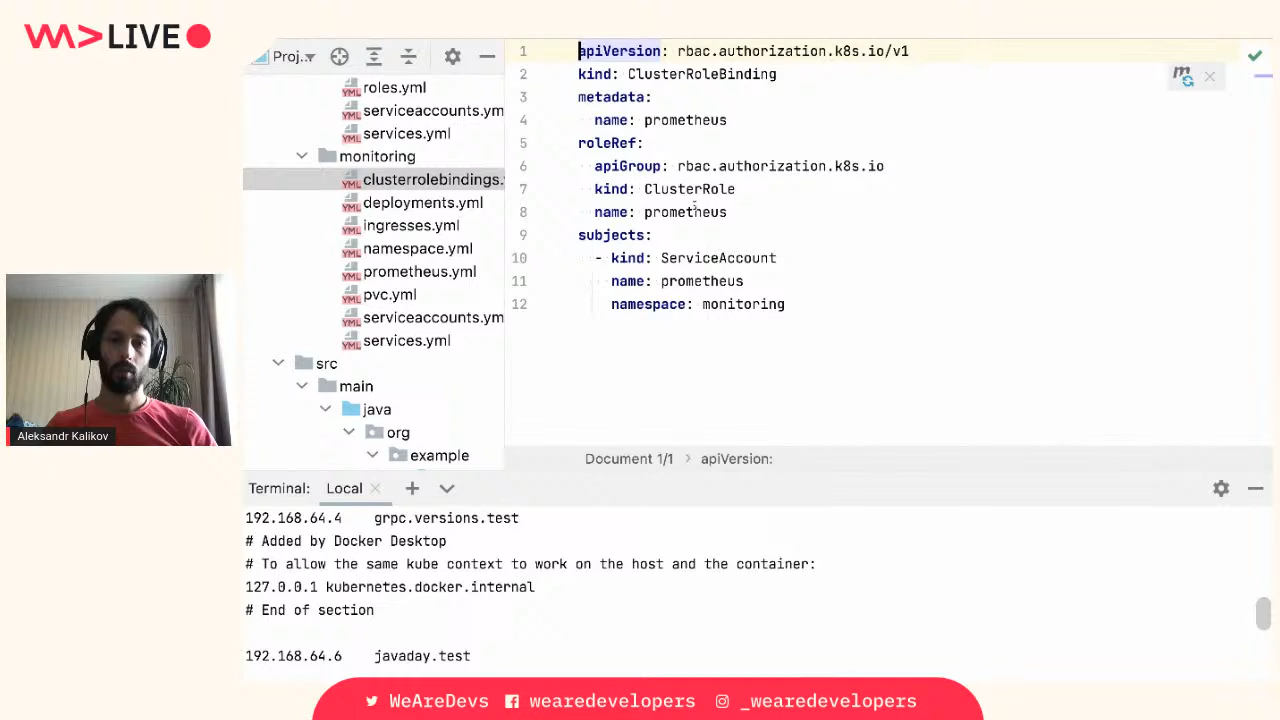 LIVE
Proj..
roles.yml
serviceaccounts.ym
services.yml
monitoring
clusterrolebindings.
deployments.yml
ingresses.yml
namespace.yml
prometheus.yml
pvc.yml
serviceaccounts.ym
services.yml
src
main
java
org
example
1 apiVersion: rbac.authorization.k8s.io/v1
2 kind: ClusterRoleBinding
3 metadata:
4 name: prometheus
5 roleRef:
6 apiGroup: rbac.authorization.k8s.io
7 kind: ClusterRole
8 name: prometheus
9 subjects:
10 - kind: ServiceAccount
11 name: prometheus
12 namespace: monitoring
Document 1/1 › apiVersion:
Aleksandr Kalikov
Terminal: Local
192.168.64.4 grpc.versions.test
# Added by Docker Desktop
# To allow the same kube context to work on the host and the container:
127.0.0.1 kubernetes.docker.internal
# End of section
192.168.64.6 javaday.test
WeAreDevs wearedevelopers _wearedevelopers